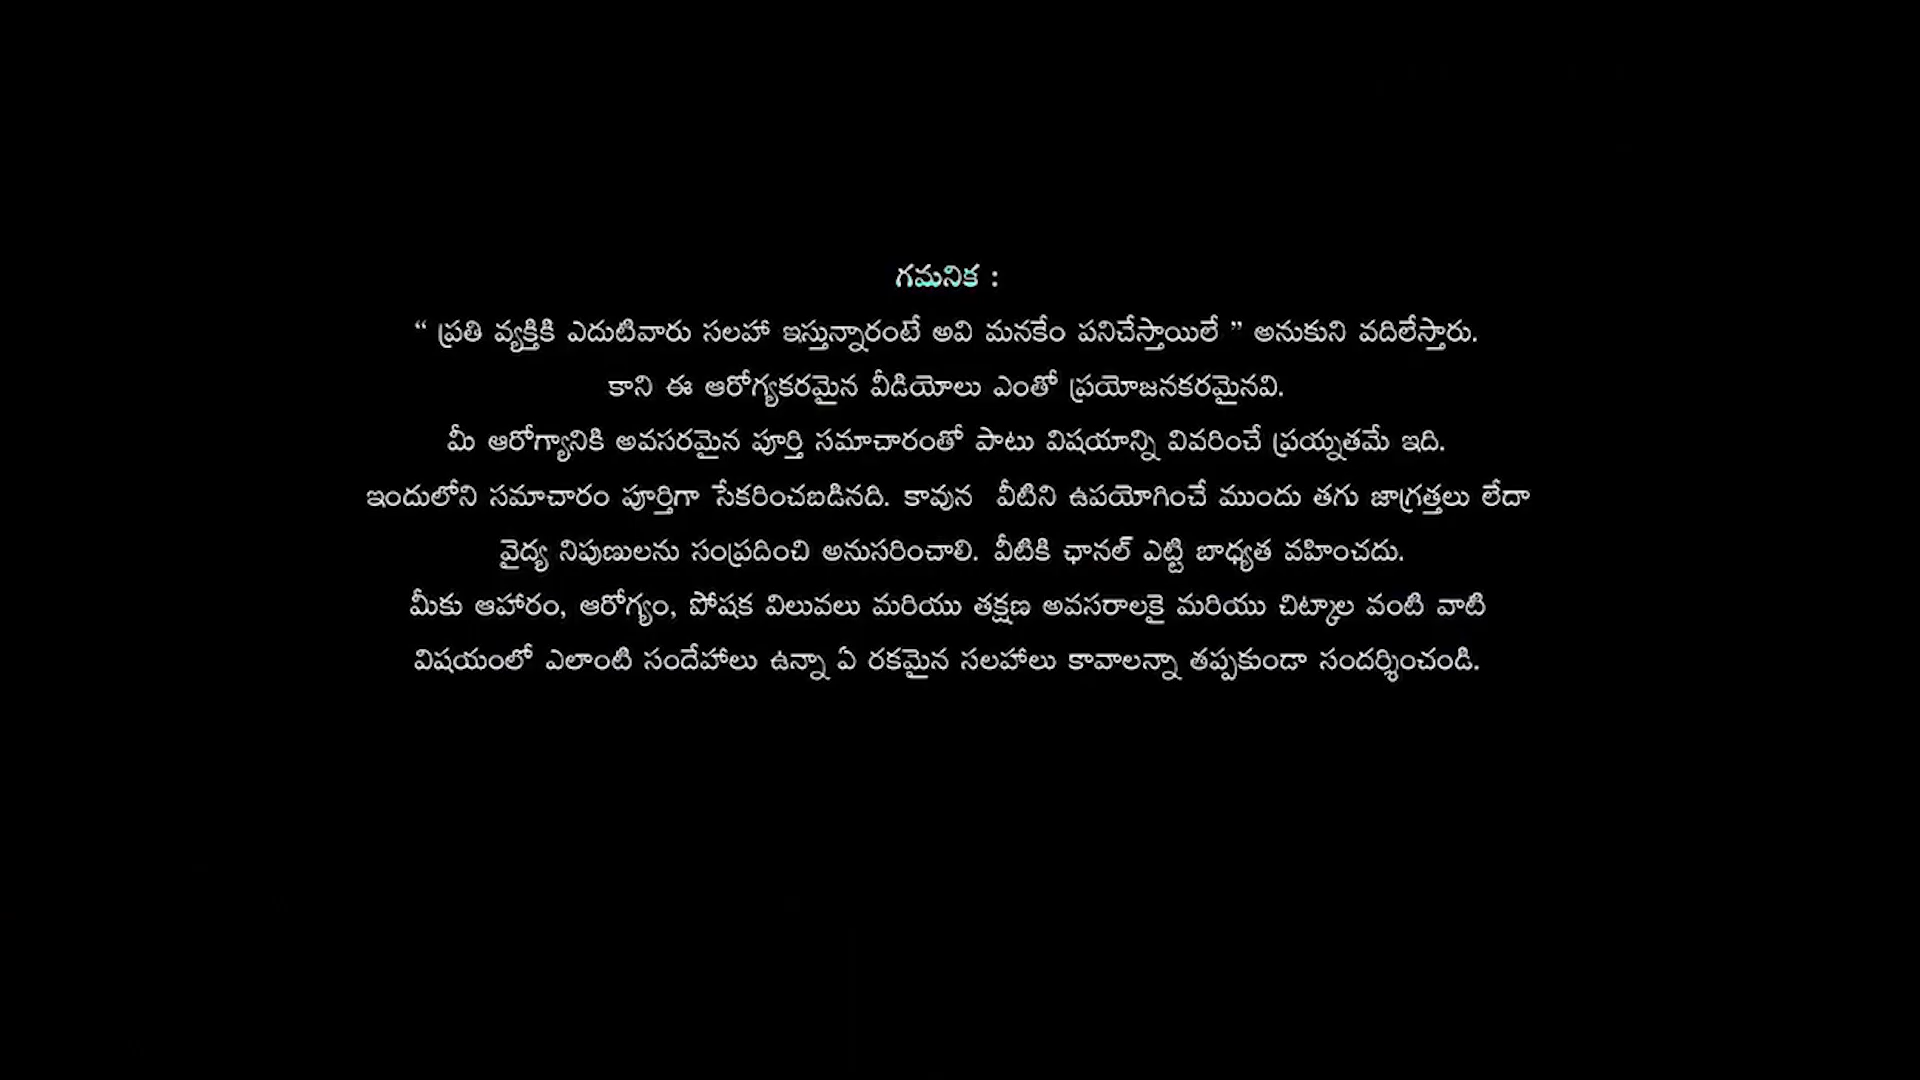 గమనిక :
“ ప్రతి వ్యక్తికి ఎదుటివారు సలహా ఇస్తున్నారంటే అవి మనకేం పనిచేస్తాయిలే ” అనుకుని వదిలేస్తారు.
కాని ఈ ఆరోగ్యకరమైన వీడియోలు ఎంతో ప్రయోజనకరమైనవి.
మీ ఆరోగ్యానికి అవసరమైన పూర్తి సమాచారంతో పాటు విషయాన్ని వివరించే ప్రయ్నతమే ఇది.
ఇందులోని సమాచారం పూర్తిగా సేకరించబడినది. కావున వీటిని ఉపయోగించే ముందు తగు జాగ్రత్తలు లేదా
వైద్య నిపుణులను సంప్రదించి అనుసరించాలి. వీటికి ఛానల్ ఎట్టి బాధ్యత వహించదు.
మీకు ఆహారం, ఆరోగ్యం, పోషక విలువలు మరియు తక్షణ అవసరాలకై మరియు చిట్కాల వంటి వాటి
విషయంలో ఎలాంటి సందేహాలు ఉన్నా ఏ రకమైన సలహాలు కావాలన్నా తప్పకుండా సందర్శించండి.